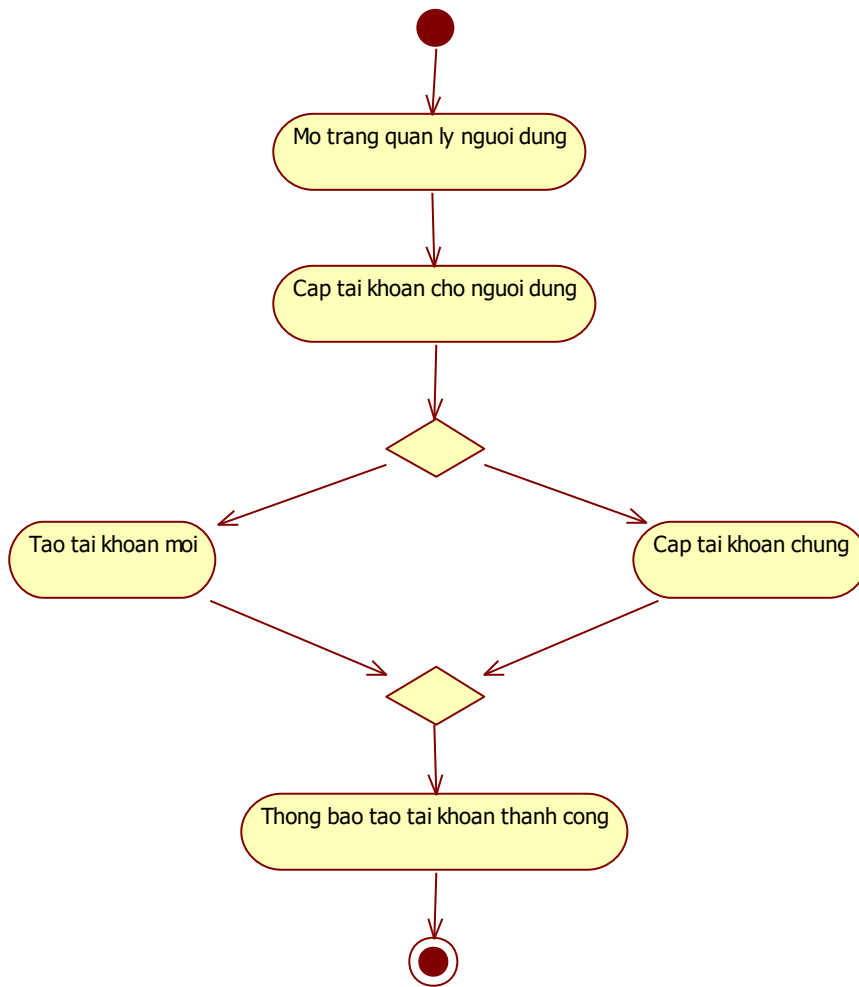 Mo trang quan ly nguoi dung
Cap tai khoan cho nguoi dung
Tao tai khoan moi
Cap tai khoan chung
Thong bao tao tai khoan thanh cong